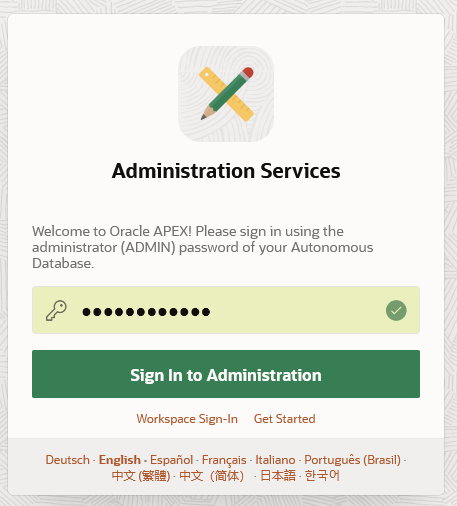 Administration Services
Welcome to Oracle APEX! Please sign in using the
administrator (ADMIN) password of your Autonomous
Database.
••••••••••••
Sign In to Administration
Workspace Sign-In Get Started
Deutsch · English · Español · Français · Italiano · Português (Brasil) ·
中文 (繁體) · 中文（简体） · 日本語 · 한국어